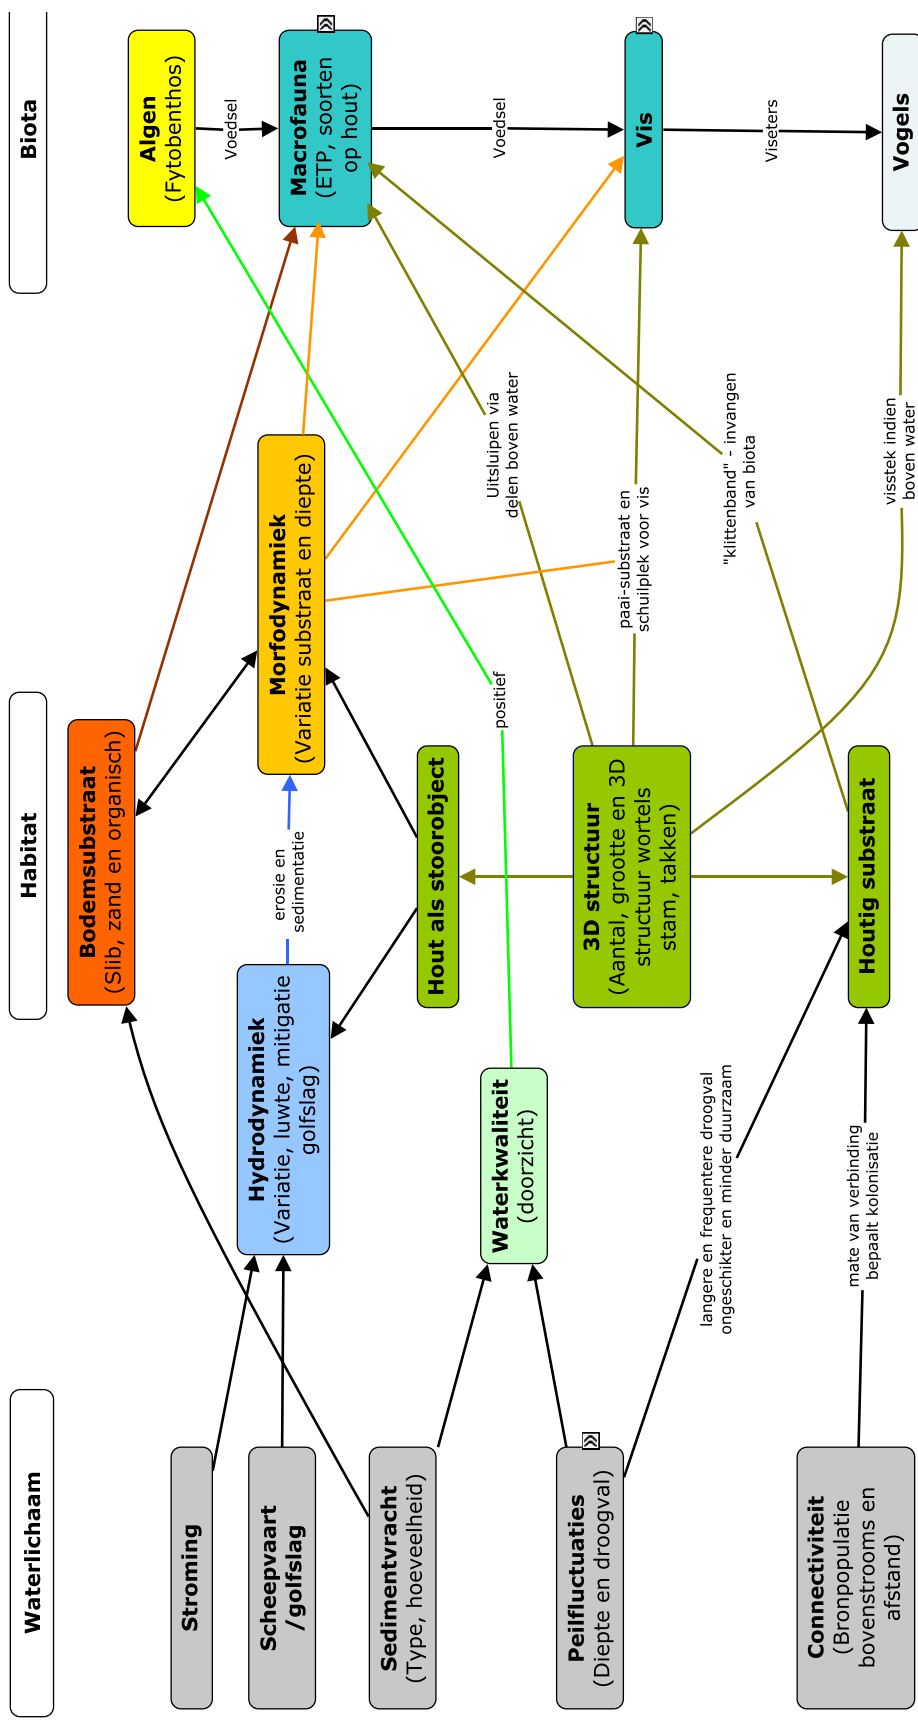 Waterlichaam
Habitat
Biota
Stroming
Scheepvaart
/golfslag
Sedimentvracht
(Type, hoeveelheid)
Peilfluctuaties
(Diepte en droogval)
Connectiviteit
(Bronpopulatie
bovenstrooms en
afstand)
Bodemsubstraat
(Slib, zand en organisch)
Hydrodynamiek
(Variatie, luwte, mitigatie
golfslag)
erosie en
sedimentatie
Morfodynamiek
(Variatie substraat en diepte)
Hout als stoorobject
Waterkwaliteit
(doorzicht)
positief
3D structuur
(Aantal, grootte en 3D
structuur wortels
stam, takken)
Houtig substraat
langere en frequentere droogval
ongeschikter en minder duurzaam
mate van verbinding
bepaalt kolonisatie
Uitsluipen via
delen boven water
paai-substraat en
schuilplek voor vis
"klittenband" - invangen
van biota
visstek indien
boven water
Algen
(Fytobenthos)
Voedsel
Macrofauna
(ETP, soorten
op hout)
Voedsel
Vis
Viseters
Vogels